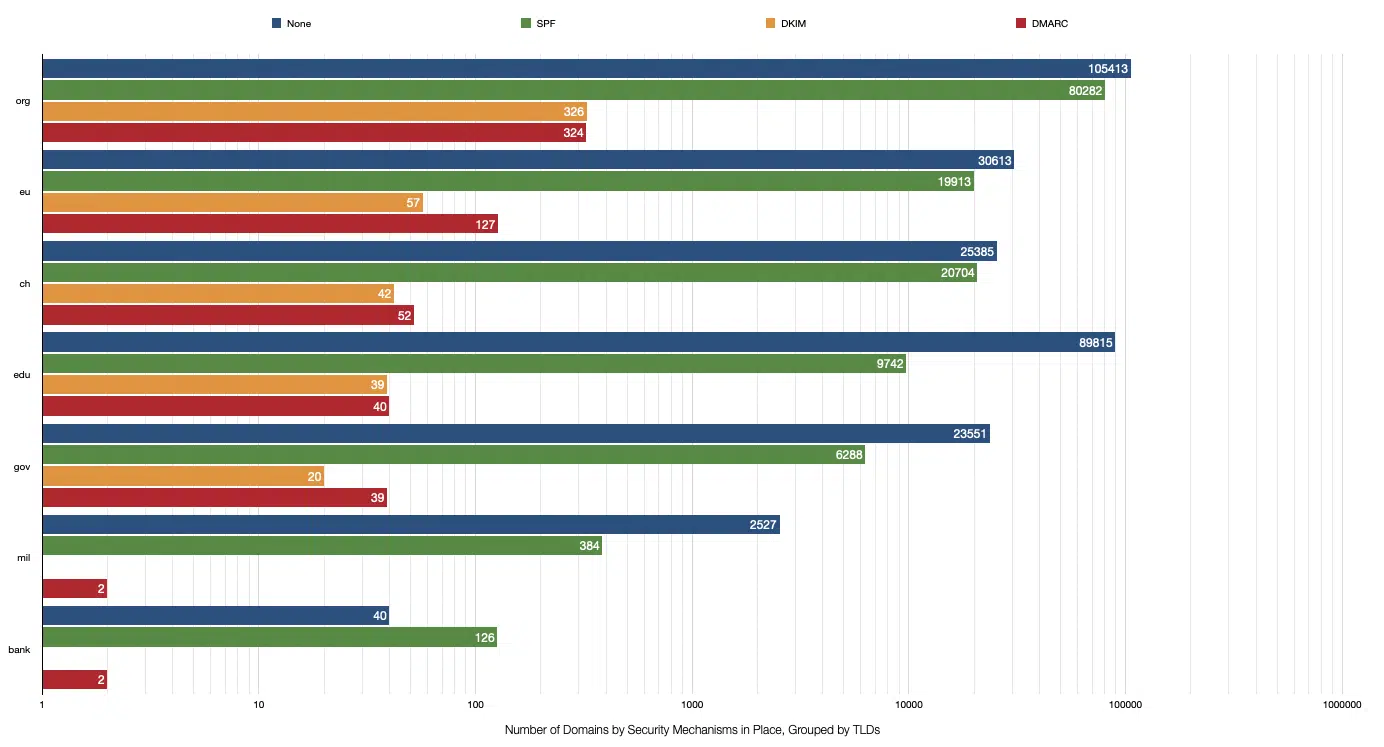 None SPF DKIM DMARC
105413
80282
org
326
324
30613
19913
eu
57
127
25385
20704
ch
42
52
89815
9742
edu
39
40
23551
6288
gov
20
39
2527
384
mil
2
40
126
bank
2
1 10 100 1000 10000 100000 1000000
Number of Domains by Security Mechanisms in Place, Grouped by TLDs